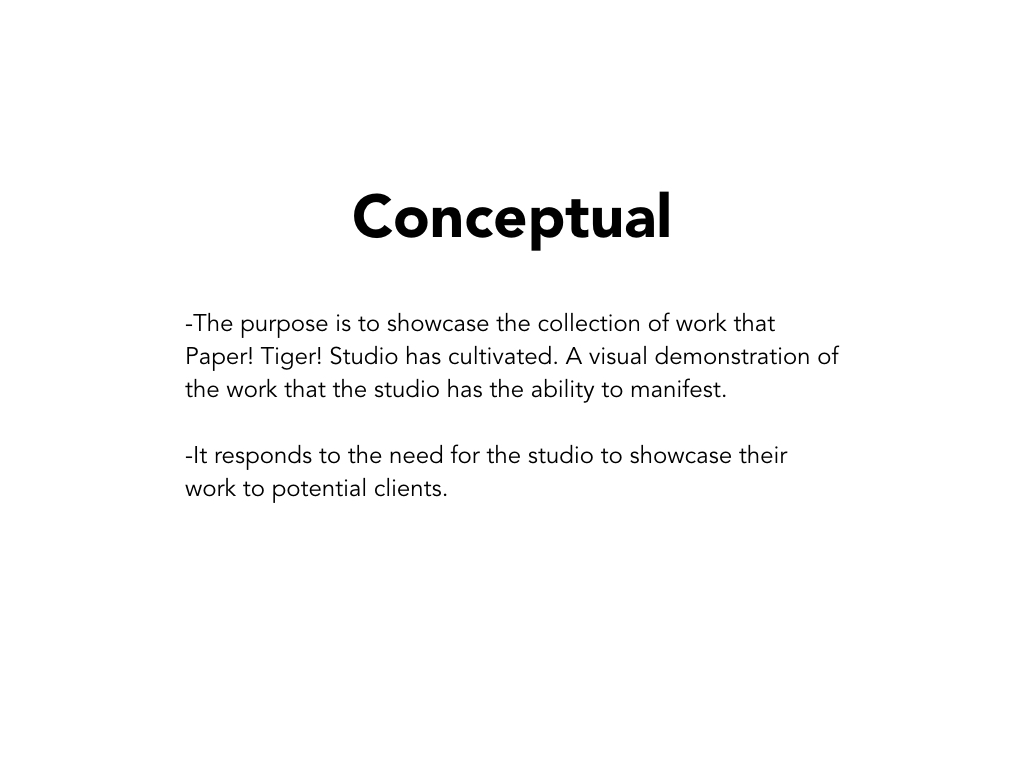 Conceptual
-The purpose is to showcase the collection of work that
Paper! Tiger! Studio has cultivated. A visual demonstration of
the work that the studio has the ability to manifest.
-It responds to the need for the studio to showcase their
work to potential clients.